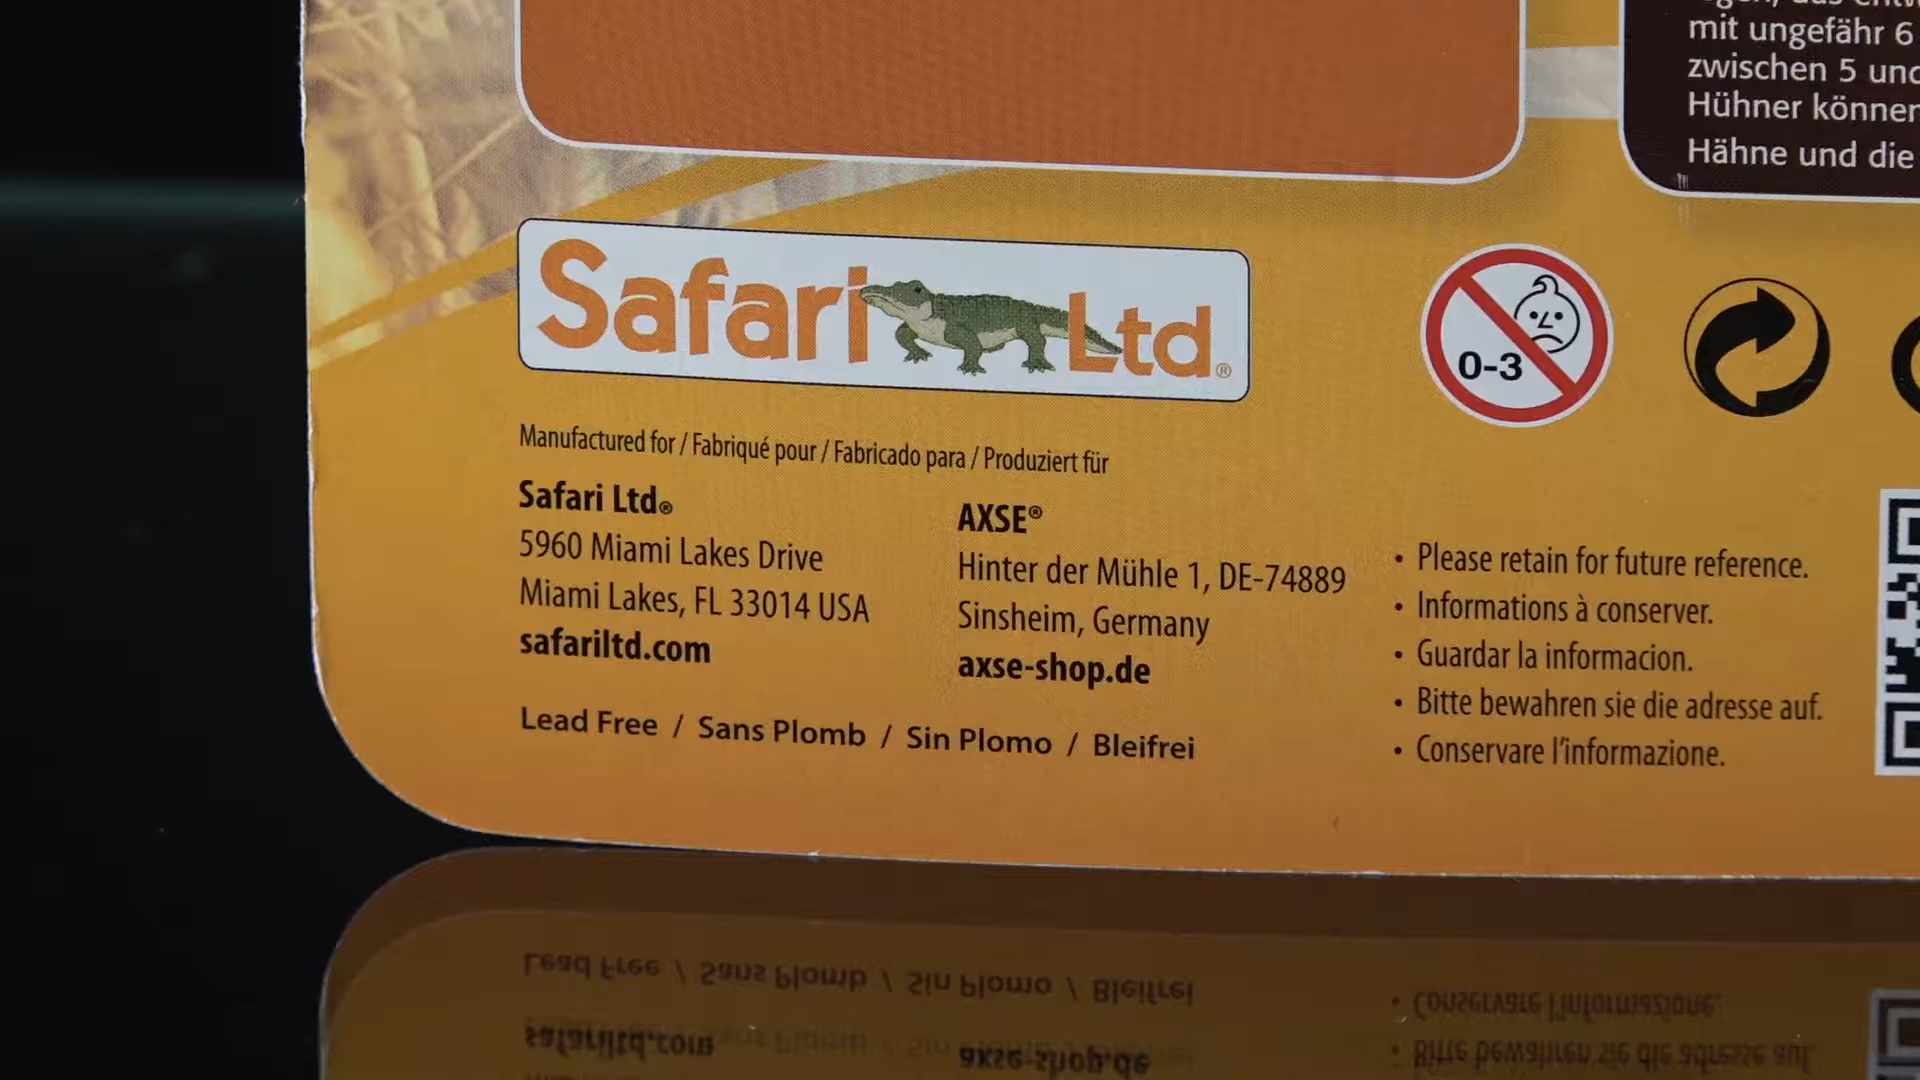 mit ungefähr 6
zwischen 5 und
Hühner können
Hähne und die
Safari Ltd®
0-3
Manufactured for / Fabriqué pour / Fabricado para / Produziert für
Safari Ltd®
5960 Miami Lakes Drive
Miami Lakes, FL 33014 USA
safariltd.com
AXSE®
Hinter der Mühle 1, DE-74889
Sinsheim, Germany
axse-shop.de
Lead Free / Sans Plomb / Sin Plomo / Bleifrei
• Please retain for future reference.
• Informations à conserver.
• Guardar la informacion.
• Bitte bewahren sie die adresse auf.
• Conservare l'informazione.